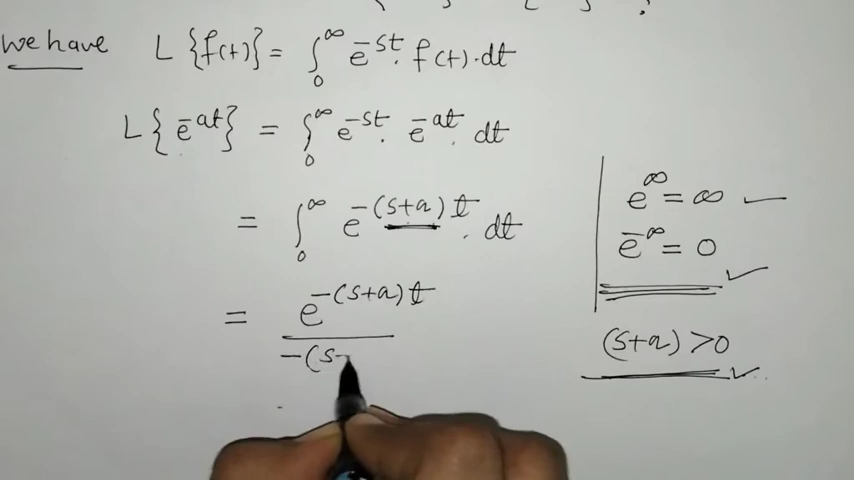 we have L {f(t)} = ∫₀^∞ e^{-st}. f(t).dt
L{e^{-at}} = ∫₀^∞ e^{-st}. e^{-at}. dt
= ∫₀^∞ e^{-(s+a)t}. dt
= e^{-(s+a)t}
-(s-
e^∞ = ∞
e^{-∞} = 0
(s+a) >0